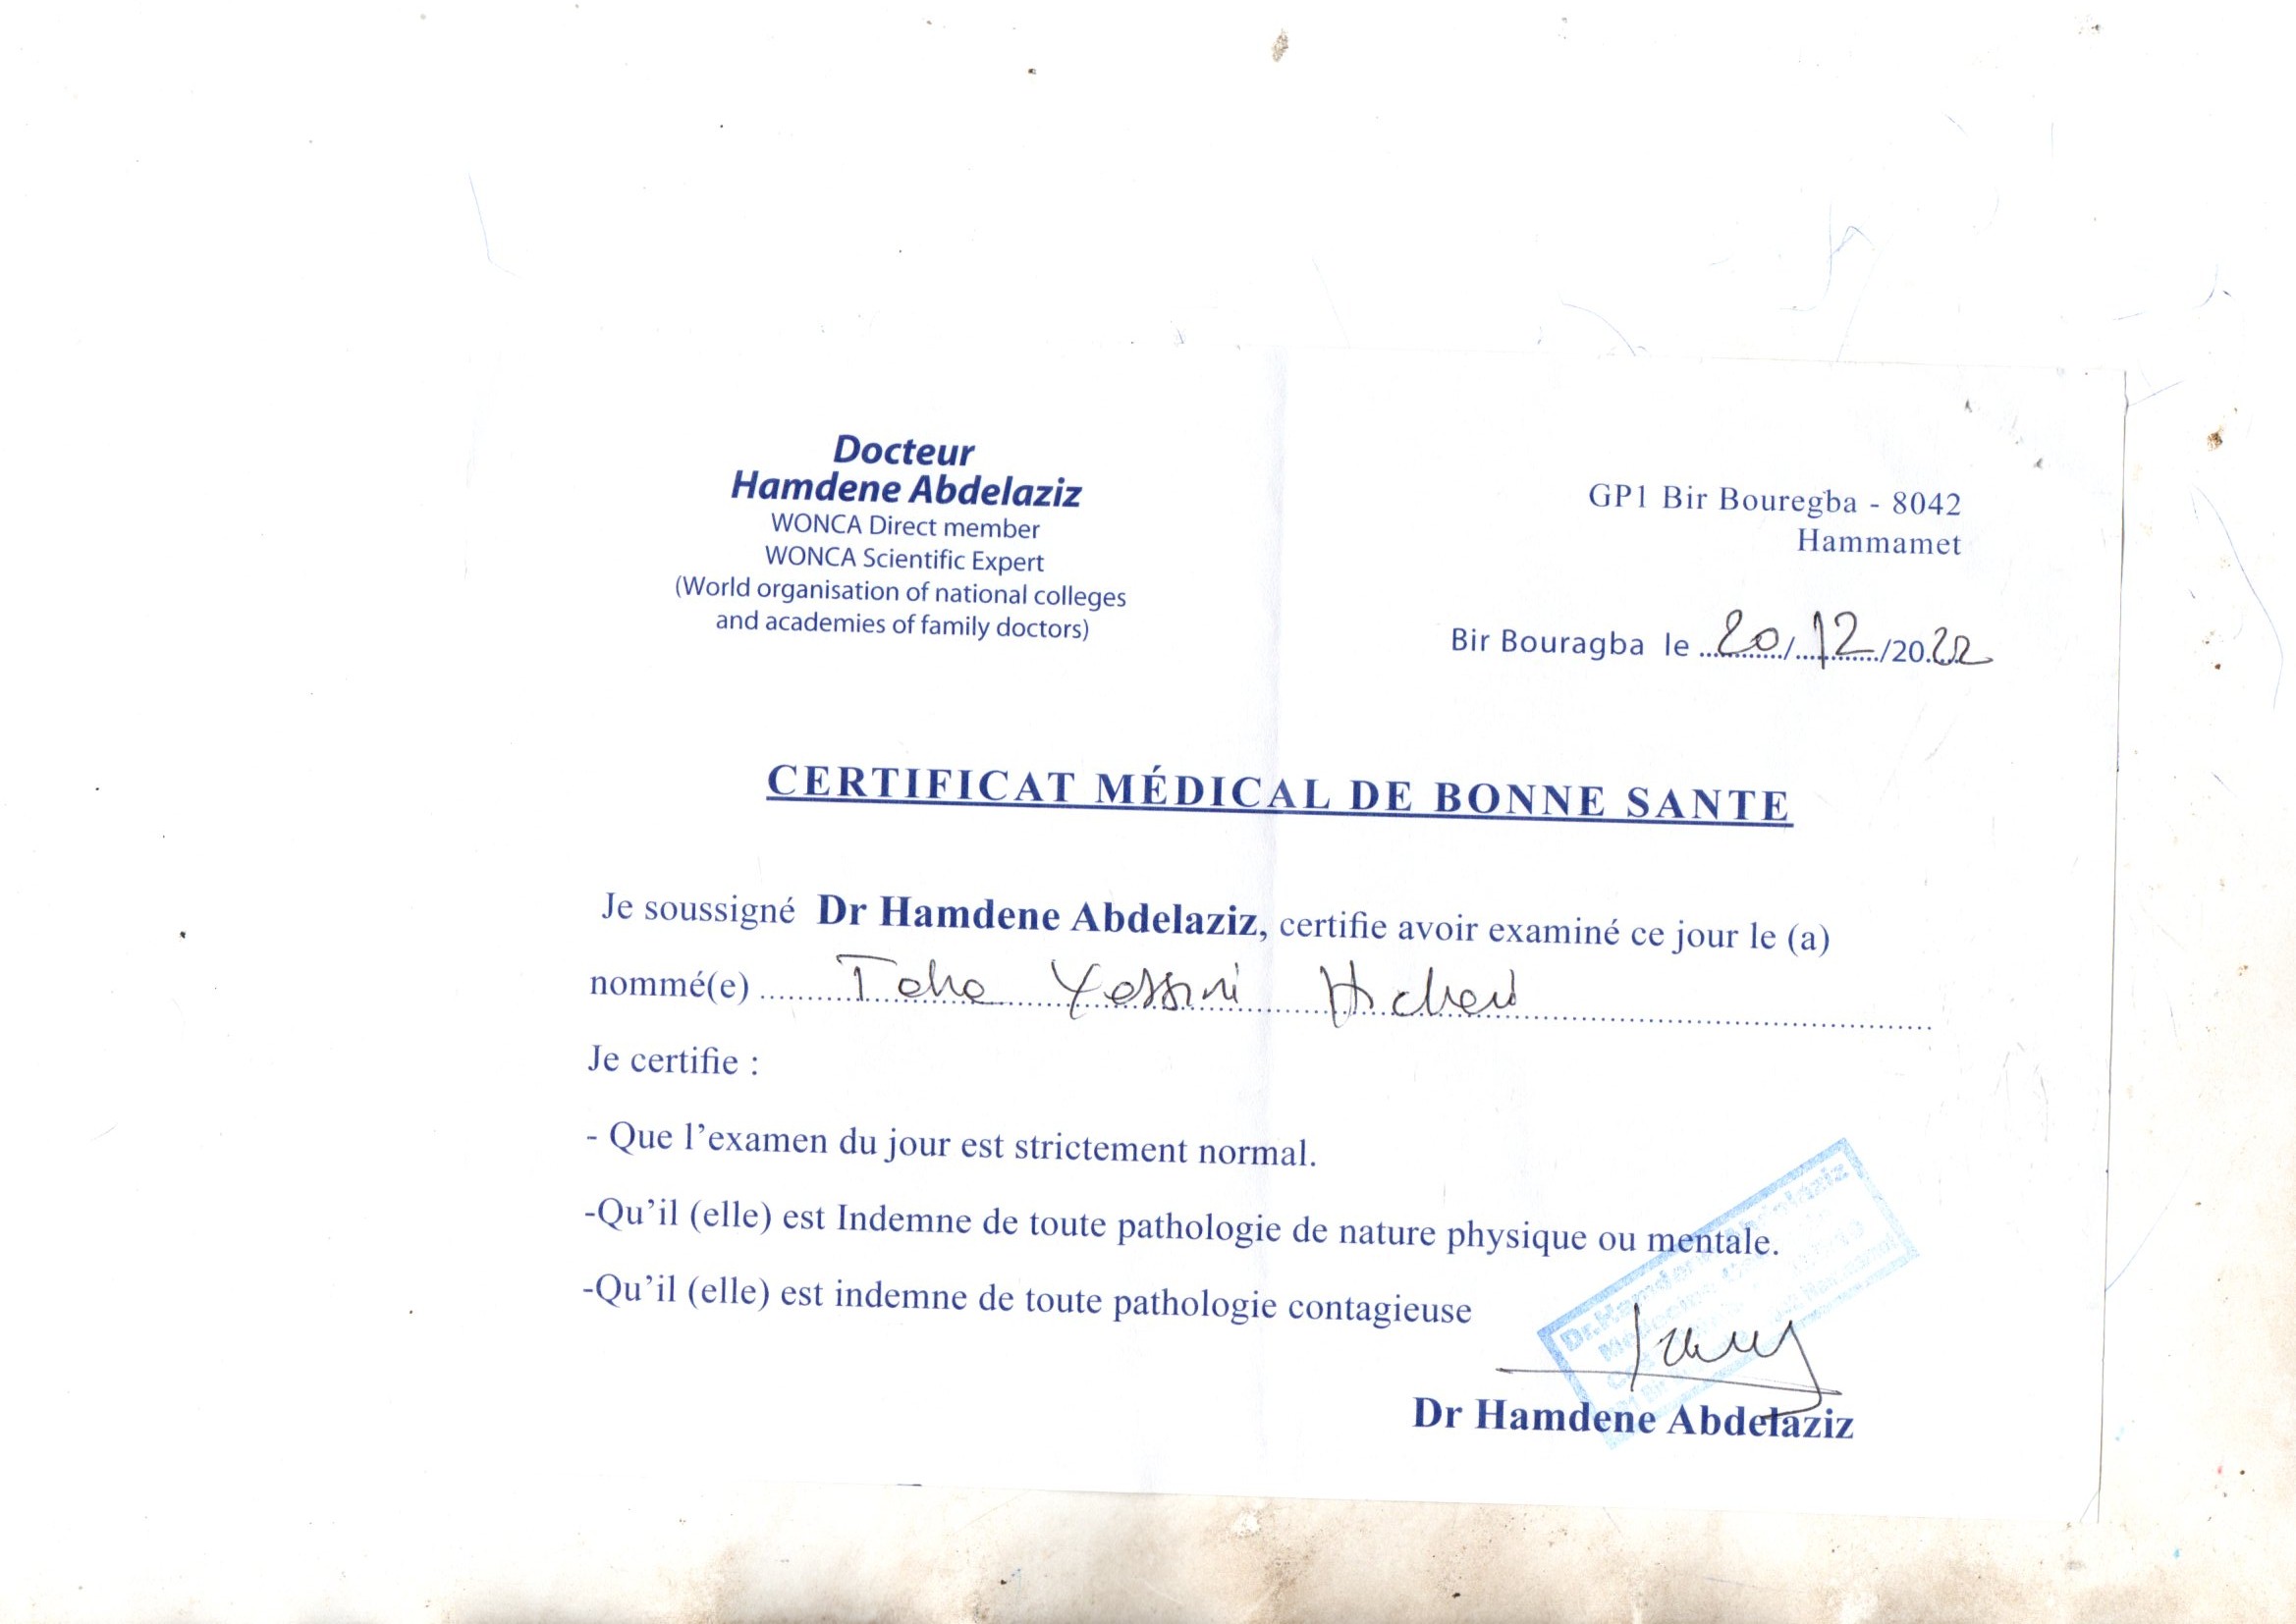 Docteur
Hamdene Abdelaziz
WONCA Direct member
WONCA Scientific Expert
(World organisation of national colleges
and academies of family doctors)
GP1 Bir Bouregba - 8042
Hammamet
Bir Bouragba le 20/12/2022
CERTIFICAT MÉDICAL DE BONNE SANTE
Je soussigné Dr Hamdene Abdelaziz, certifie avoir examiné ce jour le (a)
nommé(e) Taha Yassine
Je certifie :
- Que l'examen du jour est strictement normal.
-Qu'il (elle) est Indemne de toute pathologie de nature physique ou mentale.
-Qu'il (elle) est indemne de toute pathologie contagieuse
Dr Hamdene Abdelaziz
Dr Hamdene Abdelaziz